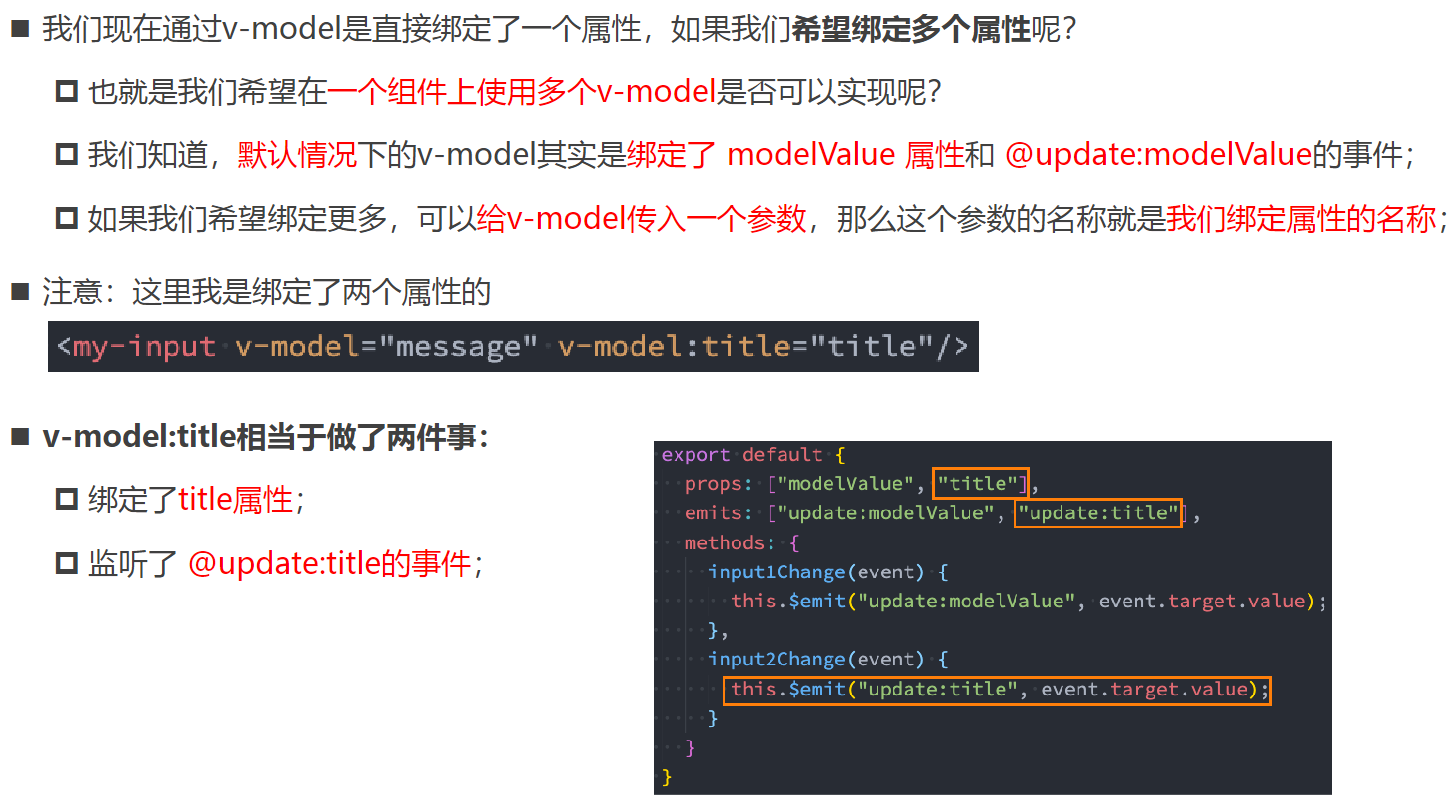 我们现在通过v-model是直接绑定了一个属性，如果我们希望绑定多个属性呢？
也就是我们希望在一个组件上使用多个v-model是否可以实现呢？
我们知道，默认情况下的v-model其实是绑定了 modelValue 属性和 @update:modelValue的事件；
如果我们希望绑定更多，可以给v-model传入一个参数，那么这个参数的名称就是我们绑定属性的名称；
注意：这里我是绑定了两个属性的
<my-input v-model="message" v-model:title="title"/>
v-model:title相当于做了两件事：
绑定了title属性；
监听了 @update:title的事件；
export default {
props: ["modelValue", "title"],
emits: ["update:modelValue", "update:title"],
methods: {
input1Change(event) {
this.$emit("update:modelValue", event.target.value);
},
input2Change(event) {
this.$emit("update:title", event.target.value);
}
}
}